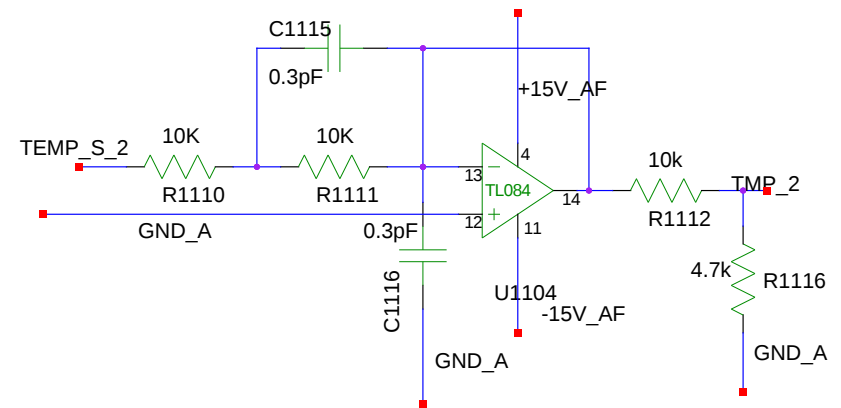 C1115
0.3pF
+15V_AF
TEMP_S_2
10K
R1110
10K
R1111
13
4
TL084
14
10k
R1112
TMP_2
GND_A
12
11
0.3pF
C1116
U1104
-15V_AF
GND_A
4.7k
R1116
GND_A